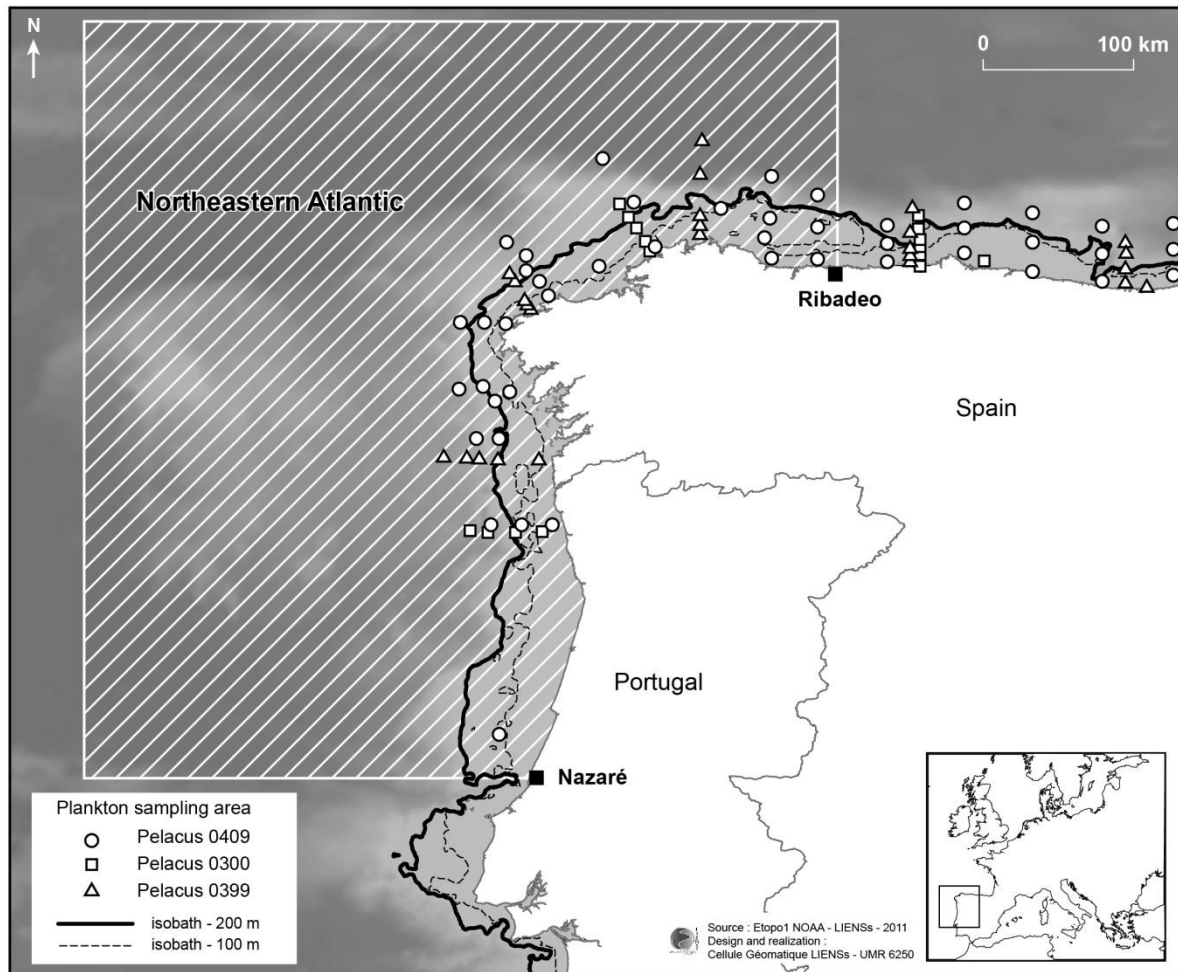 N
0 100 km
Northeastern Atlantic
Ribadeo
Spain
Portugal
Nazaré
Plankton sampling area
Pelacus 0409
Pelacus 0300
Pelacus 0399
isobath - 200 m
isobath - 100 m
Source : Etopo1 NOAA - LIENSs - 2011
Design and realization :
Cellule Géomatique LIENSs - UMR 6250